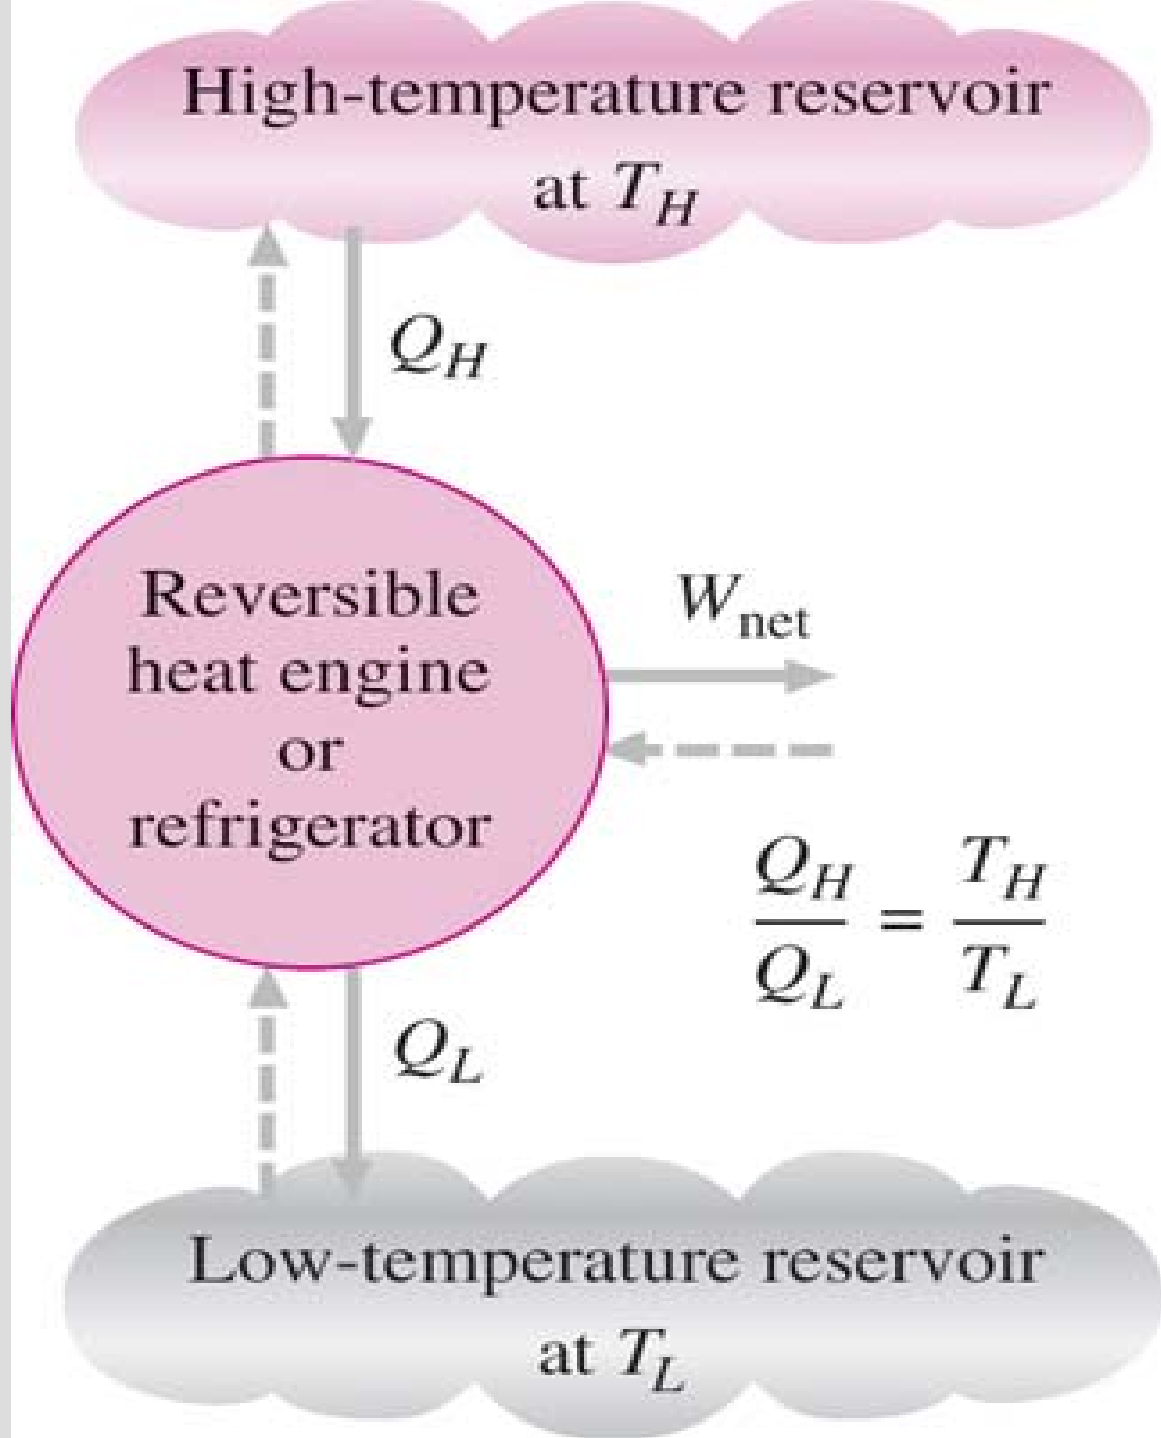 High-temperature reservoir
at T_H
Q_H
Reversible
heat engine
or
refrigerator
W_net
Q_H/Q_L = T_H/T_L
Q_L
Low-temperature reservoir
at T_L